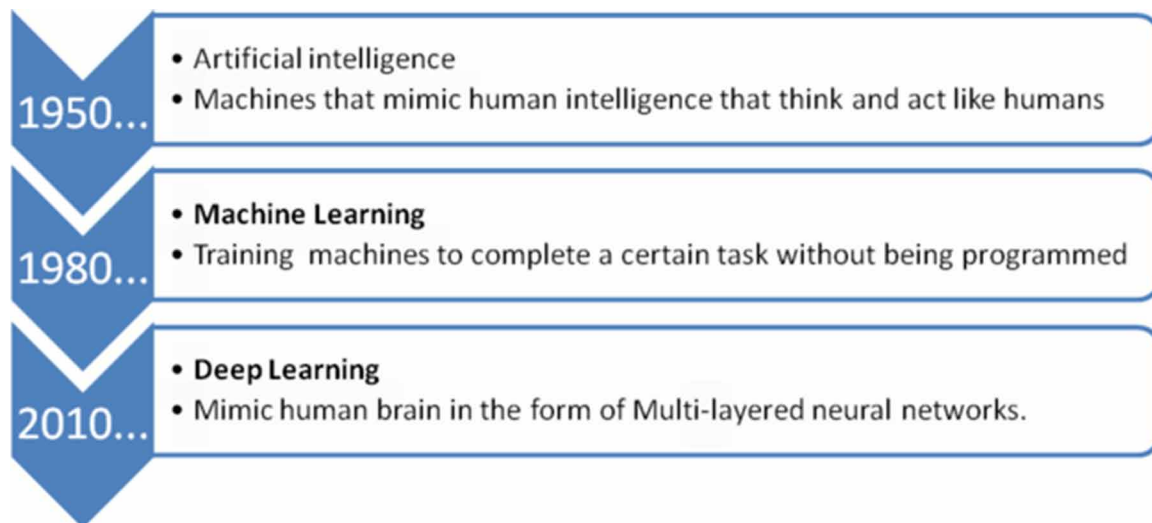 1950...
• Artificial intelligence
• Machines that mimic human intelligence that think and act like humans
1980...
• Machine Learning
• Training machines to complete a certain task without being programmed
2010...
• Deep Learning
• Mimic human brain in the form of Multi-layered neural networks.